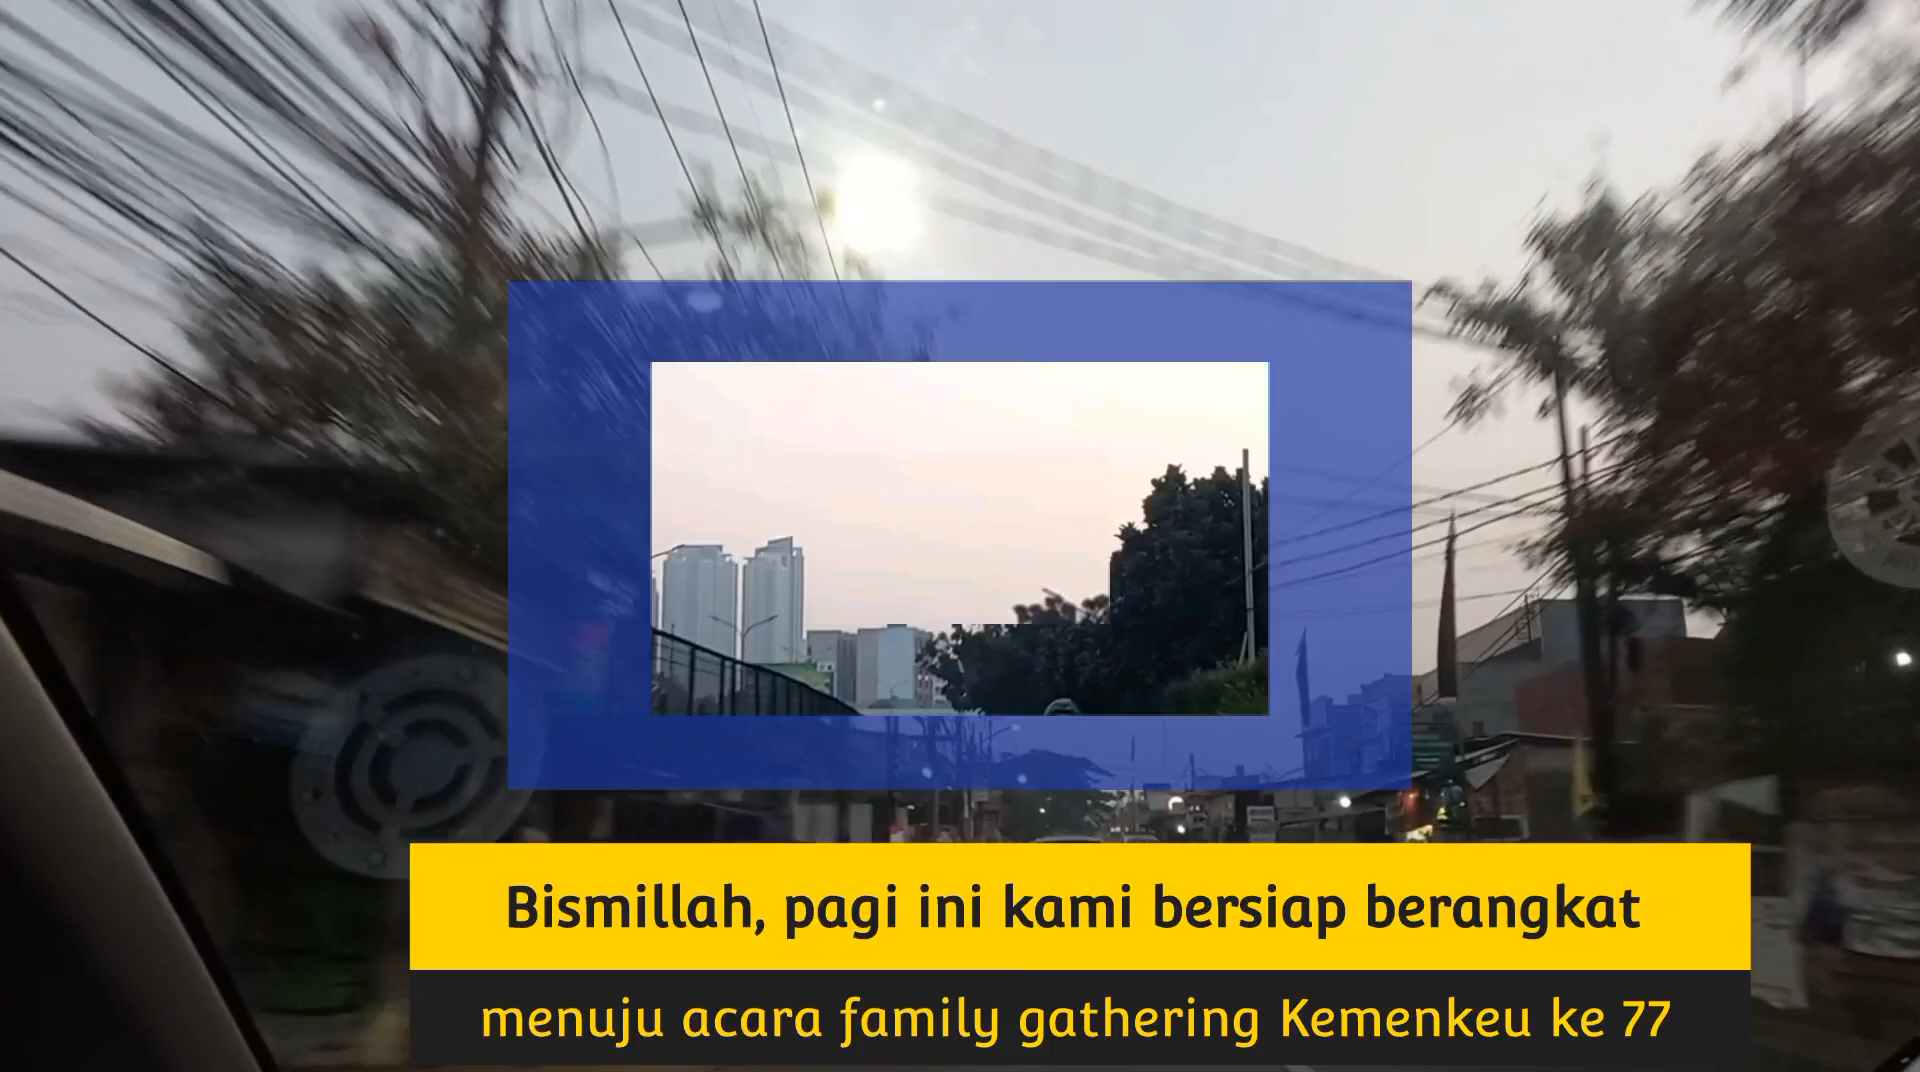 Bismillah, pagi ini kami bersiap berangkat
menuju acara family gathering Kemenkeu ke 77